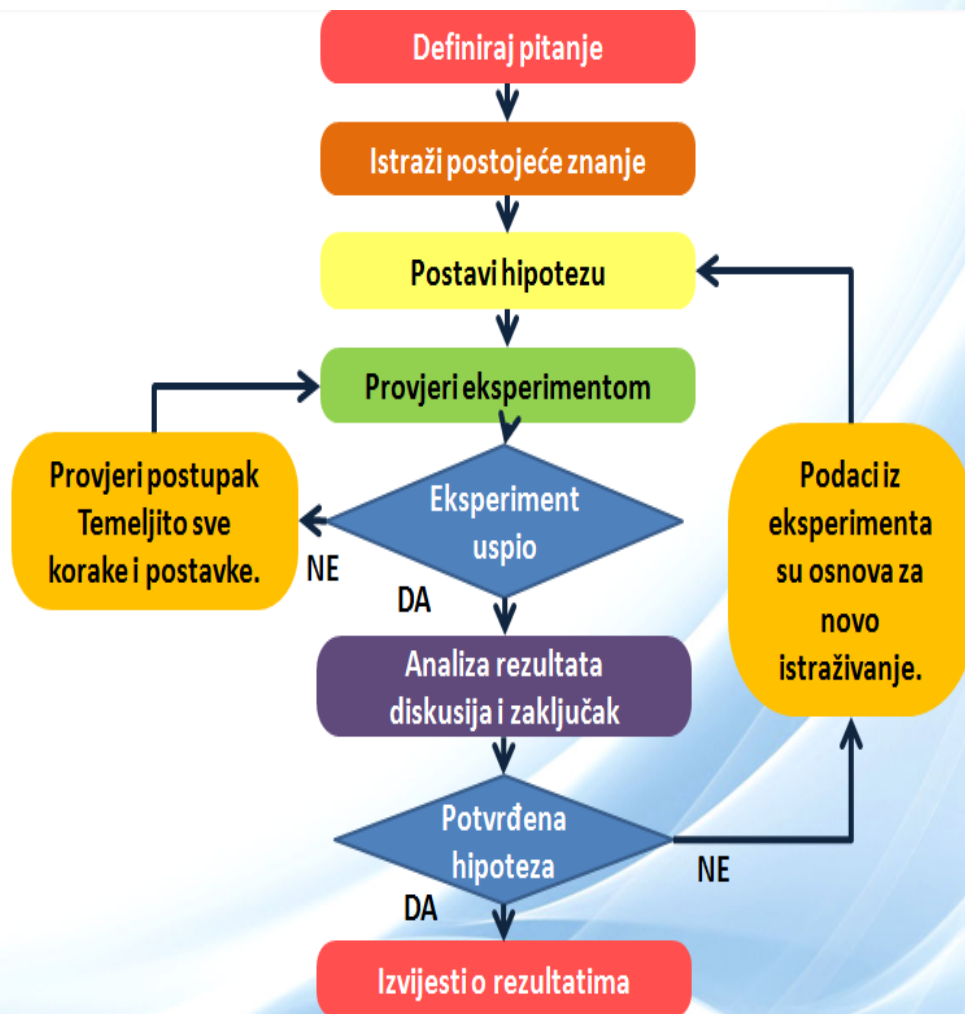 Definiraj pitanje
Istraži postojeće znanje
Postavi hipotezu
Provjeri eksperimentom
Provjeri postupak
Temeljito sve
korake i postavke.
Eksperiment
uspio
NE
DA
Podaci iz
eksperimenta
su osnova za
novo
istraživanje.
Analiza rezultata
diskusija i zaključak
Potvrđena
hipoteza
NE
DA
Izvijesti o rezultatima